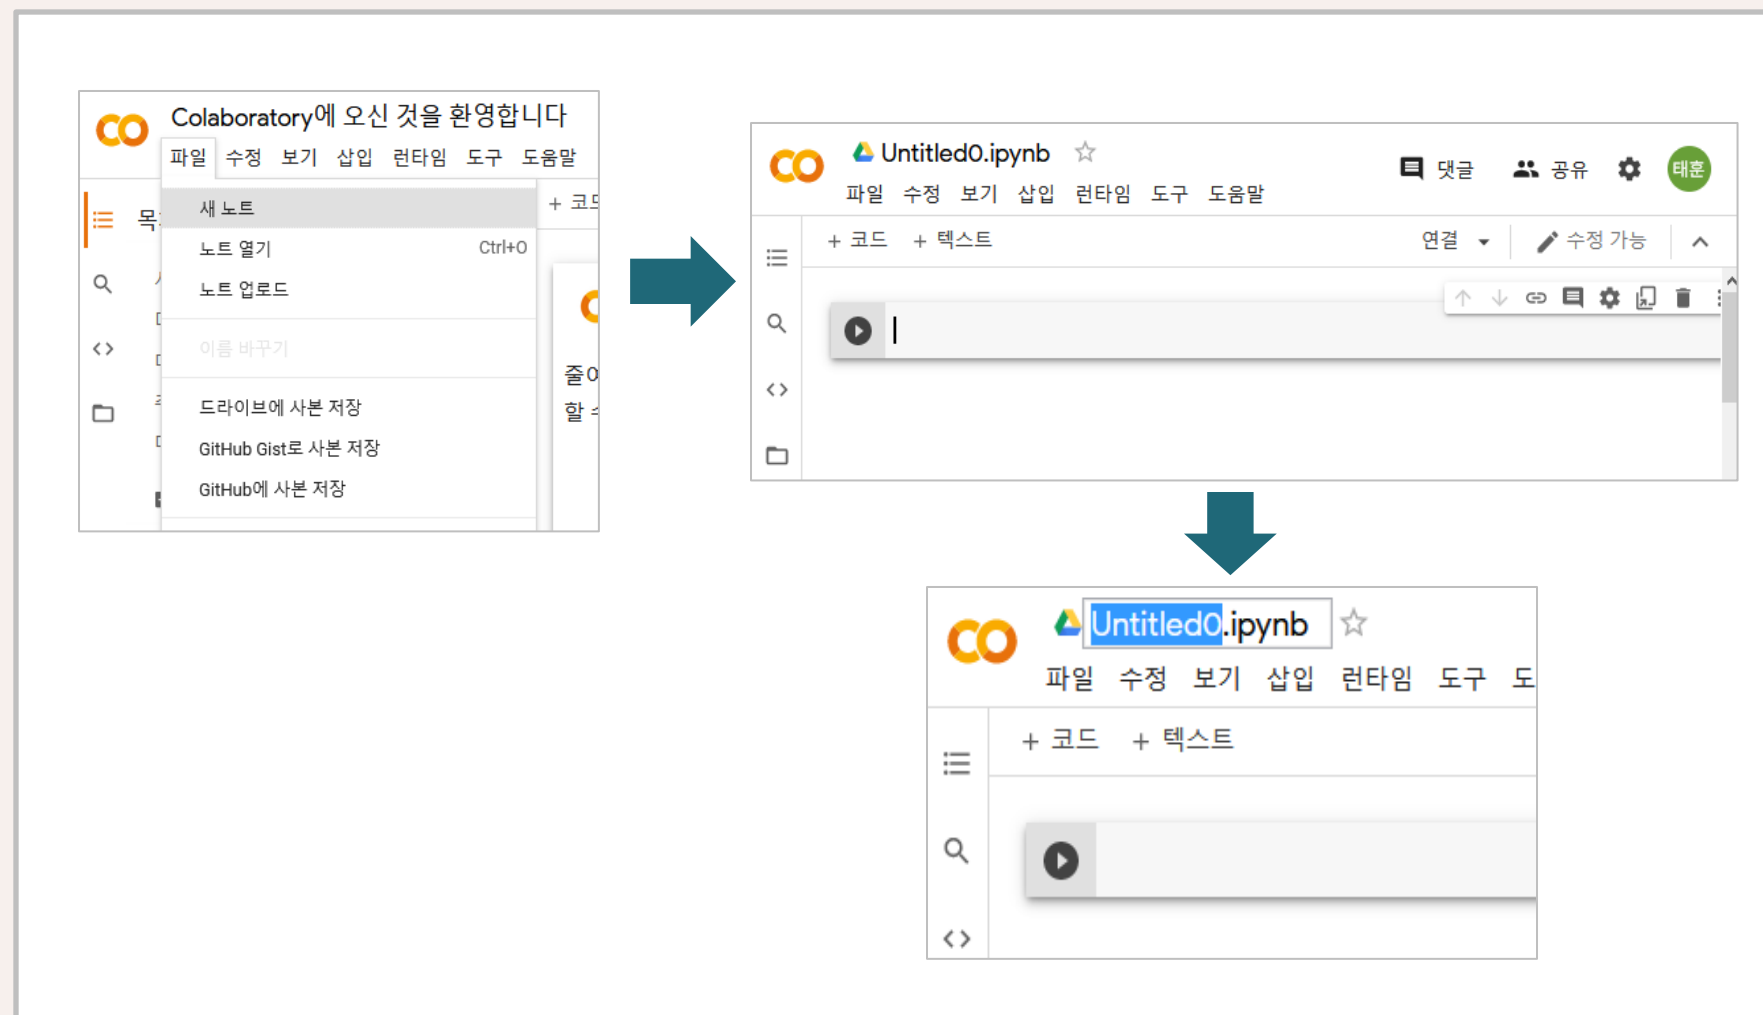 Colaboratory에 오신 것을 환영합니다
파일 수정 보기 삽입 런타임 도구 도움말
새 노트
+ 코드
노트 열기 Ctrl+O
노트 업로드
이름 바꾸기
드라이브에 사본 저장
GitHub Gist로 사본 저장
GitHub에 사본 저장
할
Untitled0.ipynb
댓글 공유 태훈
파일 수정 보기 삽입 런타임 도구 도움말
+ 코드 + 텍스트
연결 수정 가능
Untitled0.ipynb
파일 수정 보기 삽입 런타임 도구 도
+ 코드 + 텍스트